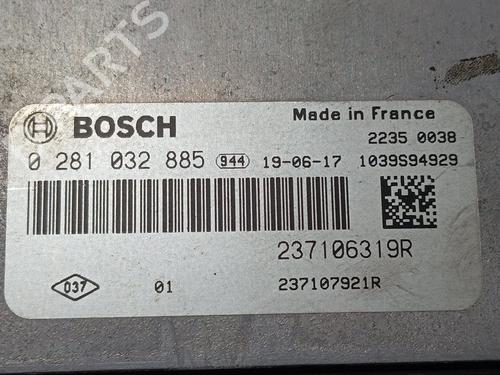 PARTS
BOSCH
Made in France
2235 0038
0 281 032 885 944 19-06-17 1039S94929
237106319R
037 01 237107921R